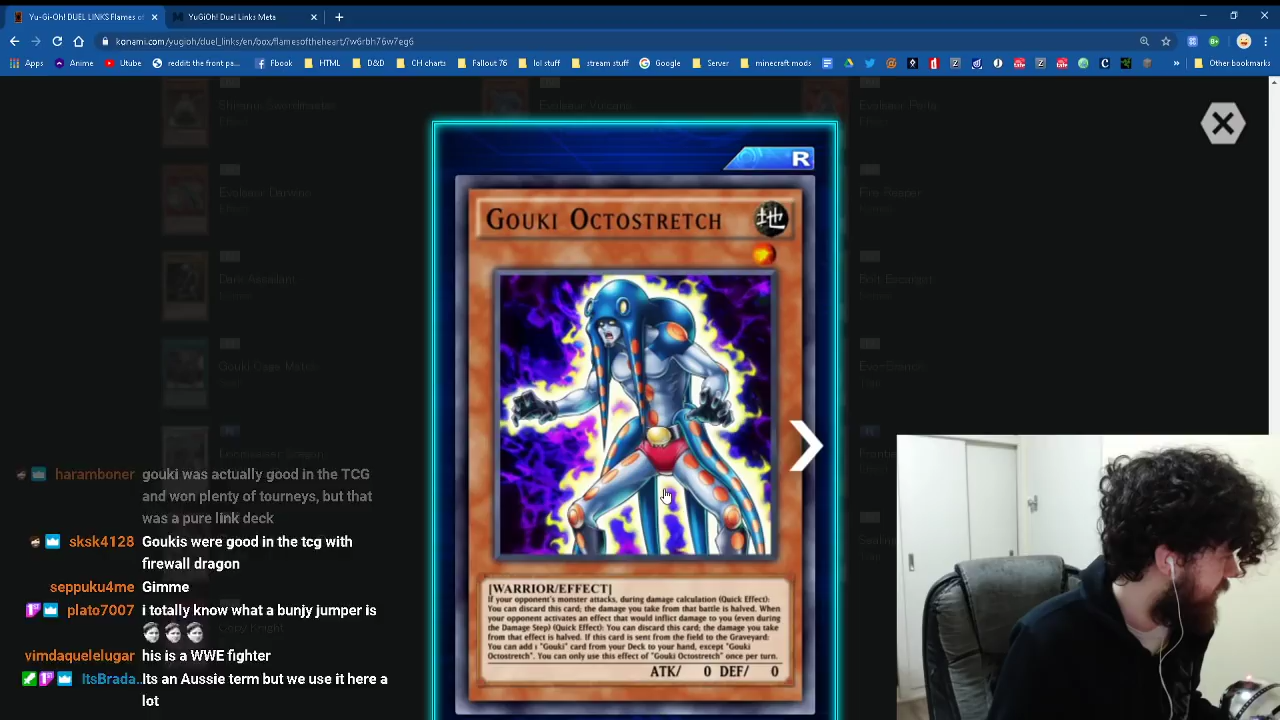 Yu-Gi-Oh! DUEL LINKS Flames of
YuGiOh! Duel Links Meta
konami.com/yugioh/duel_links/en/box/flamesoftheart/?w6rbh76w7eg6
Apps
Anime
Youtube
reddit:the front pa...
Fbook
HTML
D&D
CH charts
Fallout 76
lol stuff
stream stuff
Google
Server
minecraft mods
R
Gouki Octostretch
地
[WARRIOR/EFFECT]
If your opponent's monster attacks, during damage calculation (Quick Effect):
You can discard this card; the damage you take from that battle is halved. When
your opponent activates an effect that would inflict damage to you (even during
the Damage Step) (Quick Effect): You can discard this card; the damage you take
from that effect is halved. If this card is sent from the field to the Graveyard:
You can add 1 "Gouki" card from your Deck to your hand, except "Gouki
Octostretch". You can only use this effect of "Gouki Octostretch" once per turn.
ATK/ 0 DEF/ 0
Dark Assailant
Gouki Cage Match
haramboner gouki was actually good in the TCG
and won plenty of tourneys, but that
was a pure link deck
sksk4128 Goukis were good in the tcg with
firewall dragon
seppuku4me Gimme
plato7007 i totally know what a bunjy jumper is
vimdaquelelugar his is a WWE fighter
ItsBrada. Its an Aussie term but we use it here a
lot